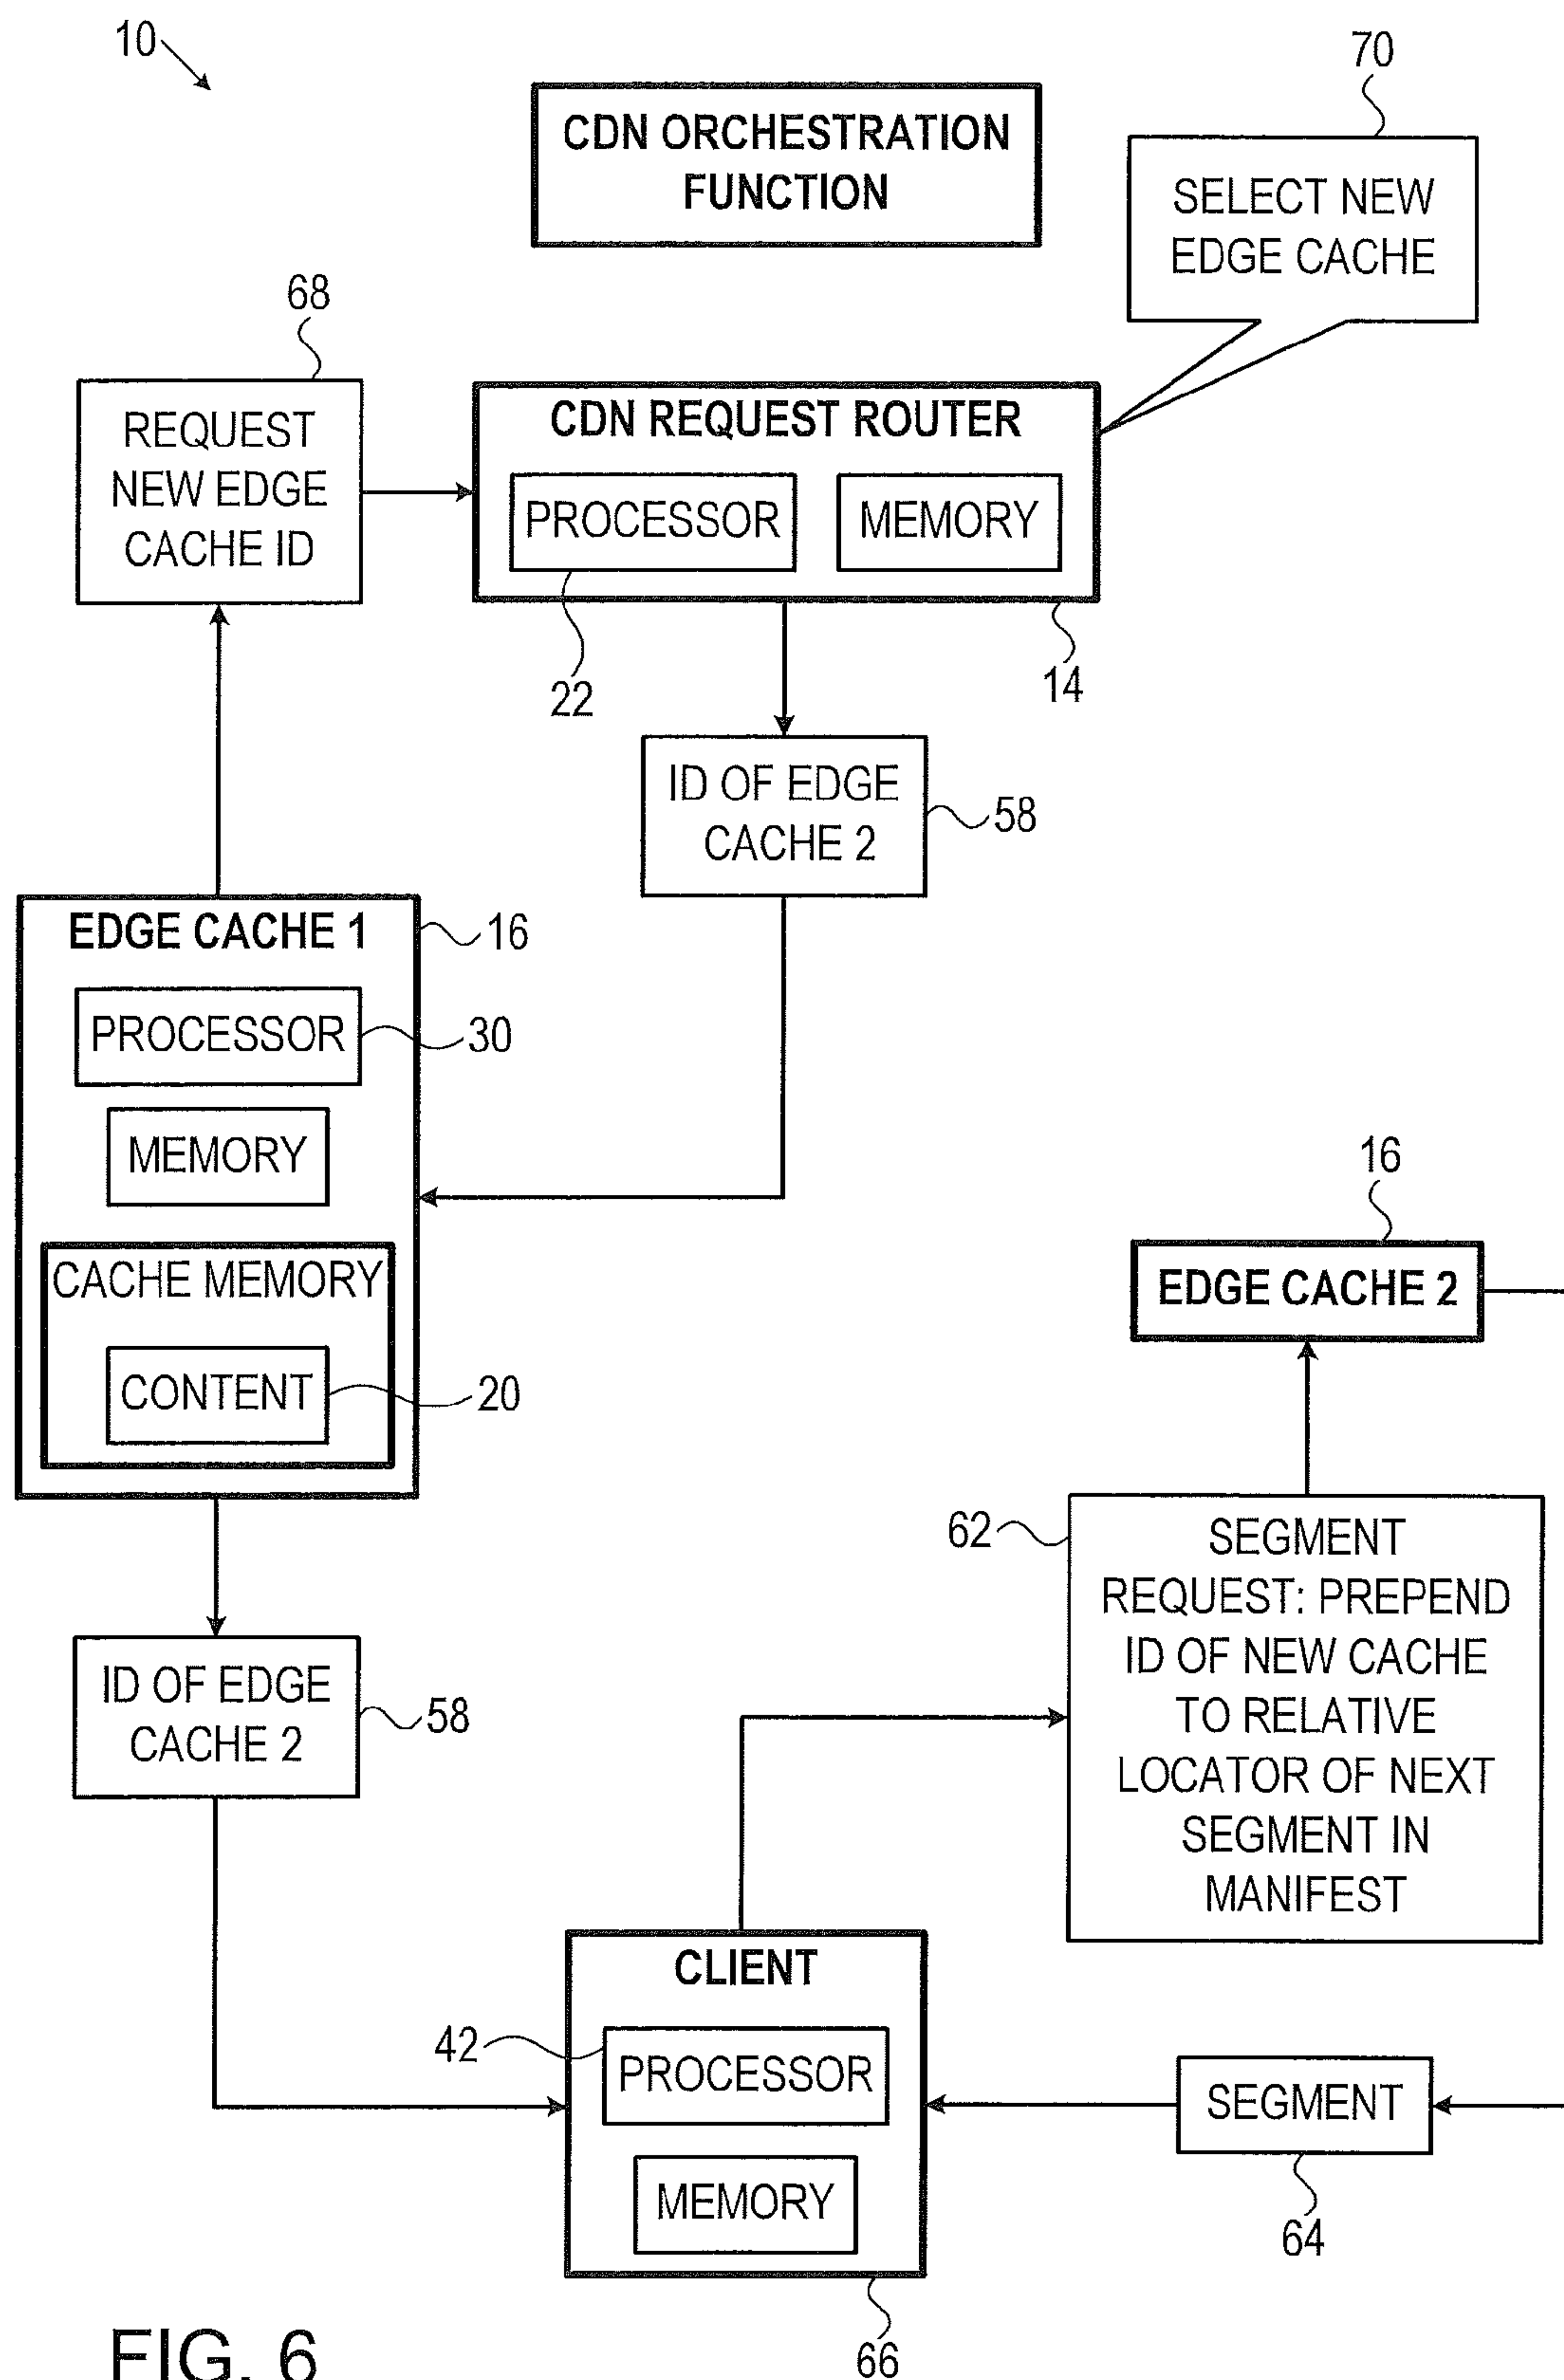 10
CDN ORCHESTRATION
FUNCTION
70
SELECT NEW
EDGE CACHE
68
REQUEST
NEW EDGE
CACHE ID
CDN REQUEST ROUTER
PROCESSOR
MEMORY
22
14
ID OF EDGE
CACHE 2
58
EDGE CACHE 1
16
PROCESSOR
30
MEMORY
CACHE MEMORY
CONTENT
20
16
EDGE CACHE 2
62
SEGMENT
REQUEST: PREPEND
ID OF NEW CACHE
TO RELATIVE
LOCATOR OF NEXT
SEGMENT IN
MANIFEST
ID OF EDGE
CACHE 2
58
CLIENT
42
PROCESSOR
MEMORY
SEGMENT
64
66
FIG. 6